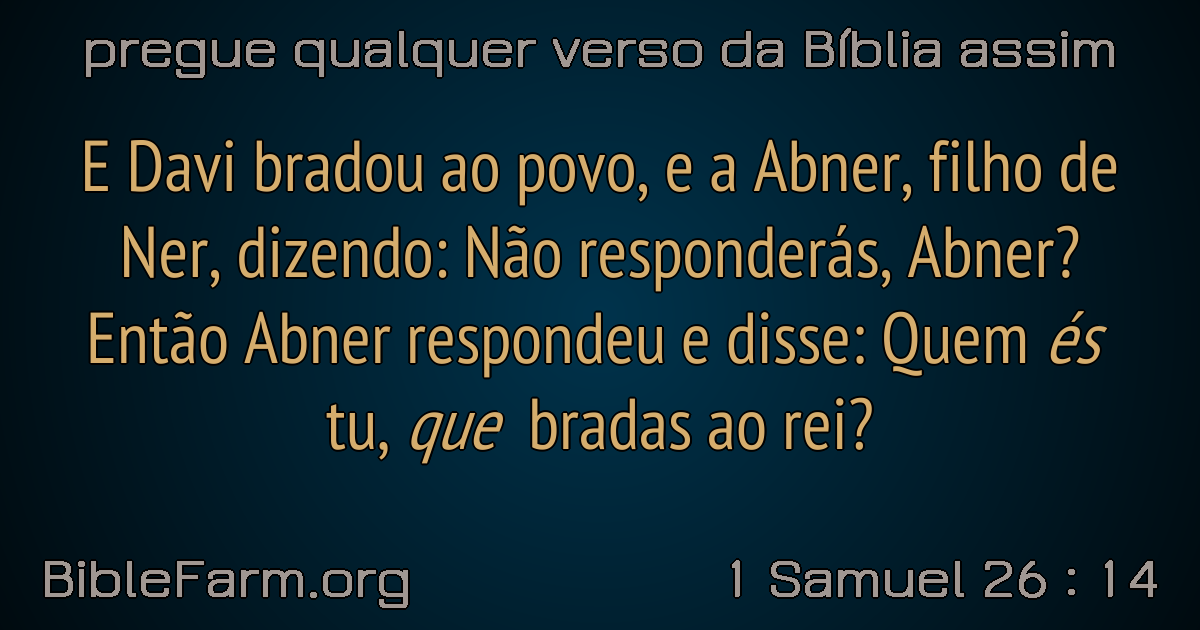 pregue qualquer verso da Bíblia assim
E Davi bradou ao povo, e a Abner, filho de
Ner, dizendo: Não responderás, Abner?
Então Abner respondeu e disse: Quem és
tu, que bradas ao rei?
BibleFarm.org
1 Samuel 26 : 14